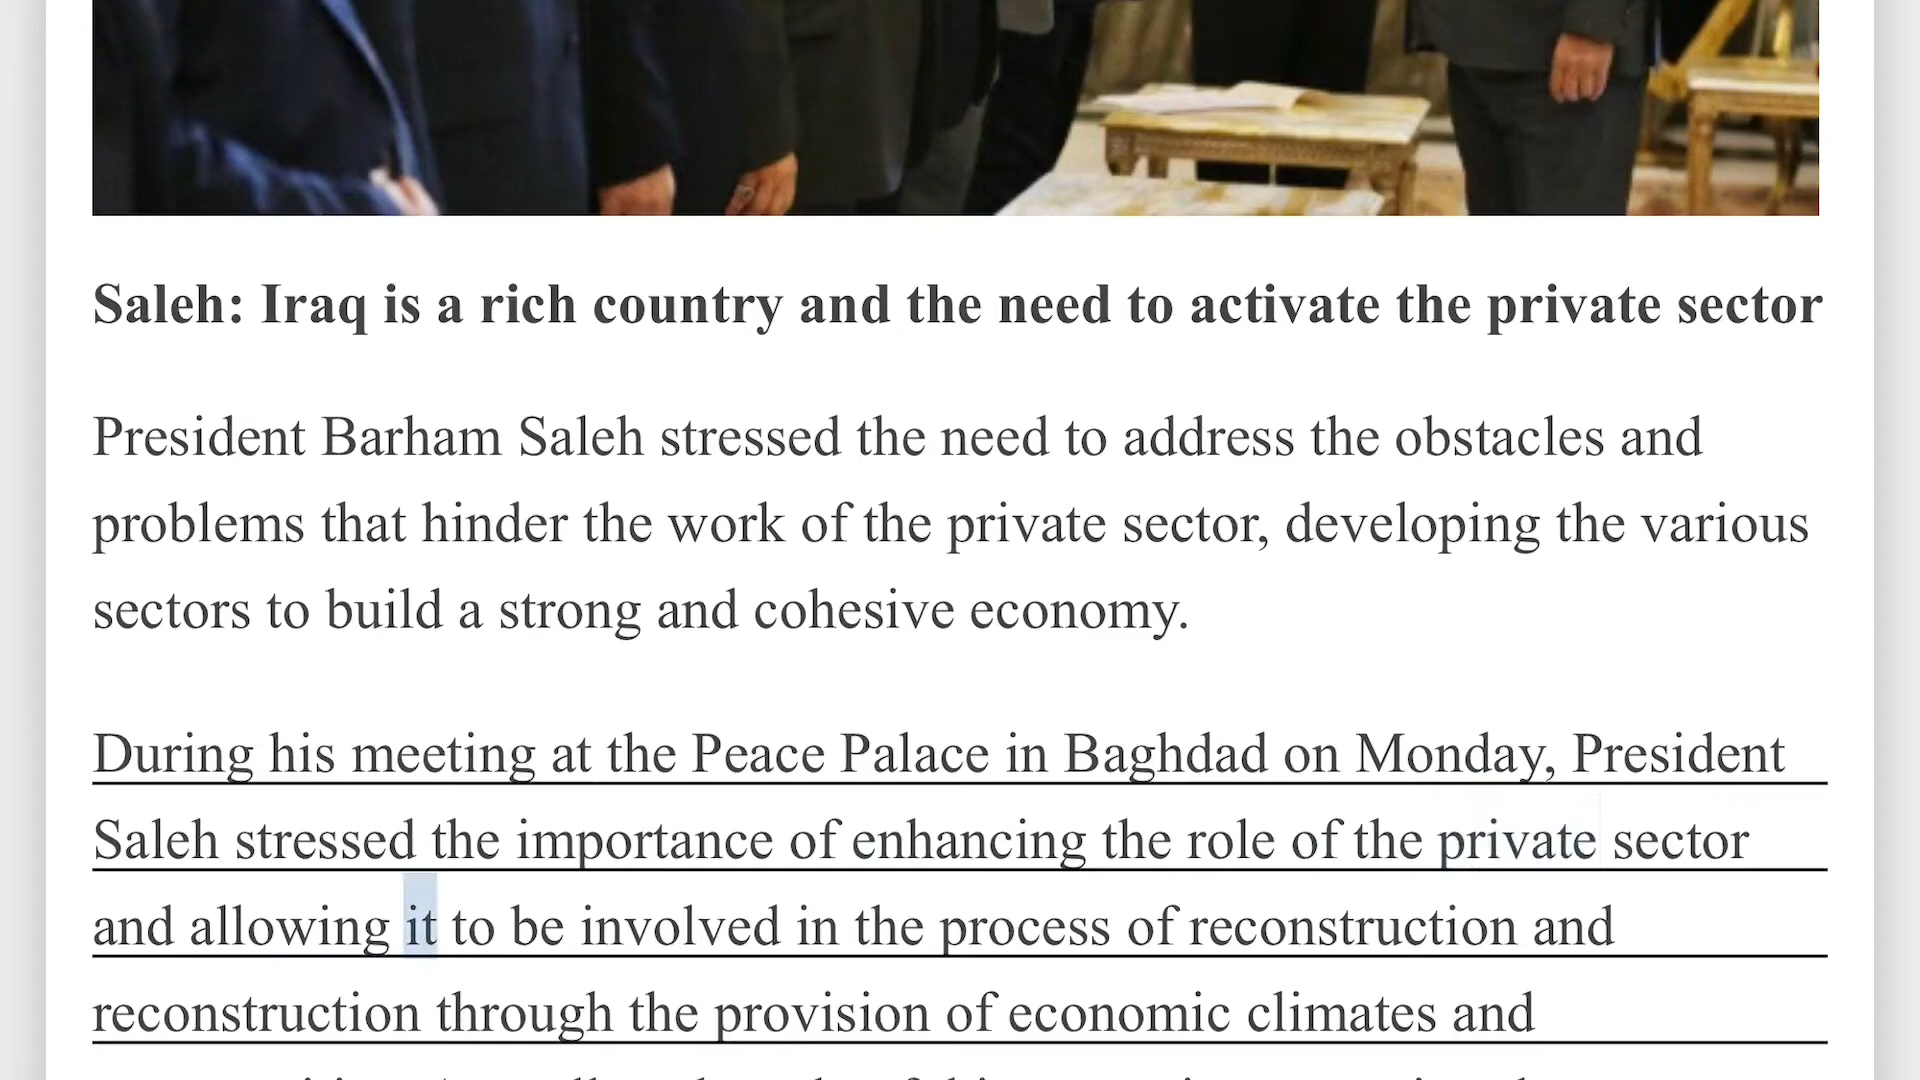 Saleh: Iraq is a rich country and the need to activate the private sector
President Barham Saleh stressed the need to address the obstacles and
problems that hinder the work of the private sector, developing the various
sectors to build a strong and cohesive economy.
During his meeting at the Peace Palace in Baghdad on Monday, President
Saleh stressed the importance of enhancing the role of the private sector
and allowing it to be involved in the process of reconstruction and
reconstruction through the provision of economic climates and